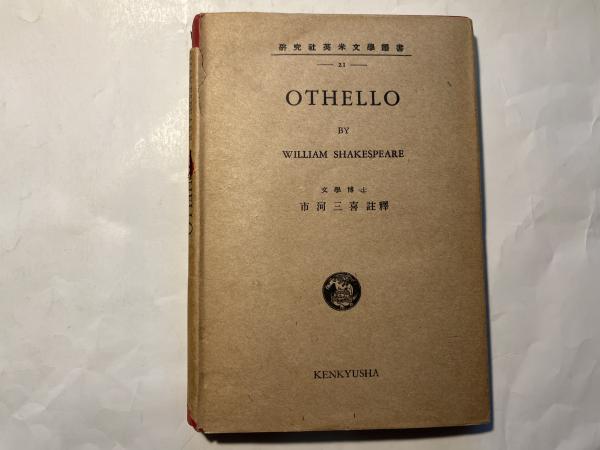 研究社英米文學叢書
21
OTHELLO
BY
WILLIAM SHAKESPEARE
文學博士
市河三喜註釋
KENKYUSHA